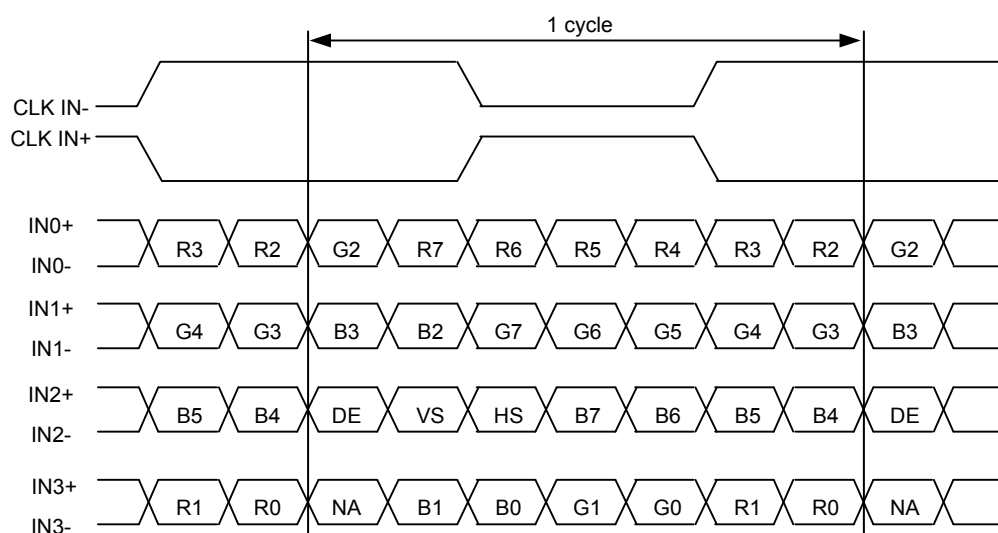 1 cycle
CLK IN-
CLK IN+
IN0+
R3 R2 G2 R7 R6 R5 R4 R3 R2 G2
IN0-
IN1+
G4 G3 B3 B2 G7 G6 G5 G4 G3 B3
IN1-
IN2+
B5 B4 DE VS HS B7 B6 B5 B4 DE
IN2-
IN3+
R1 R0 NA B1 B0 G1 G0 R1 R0 NA
IN3-